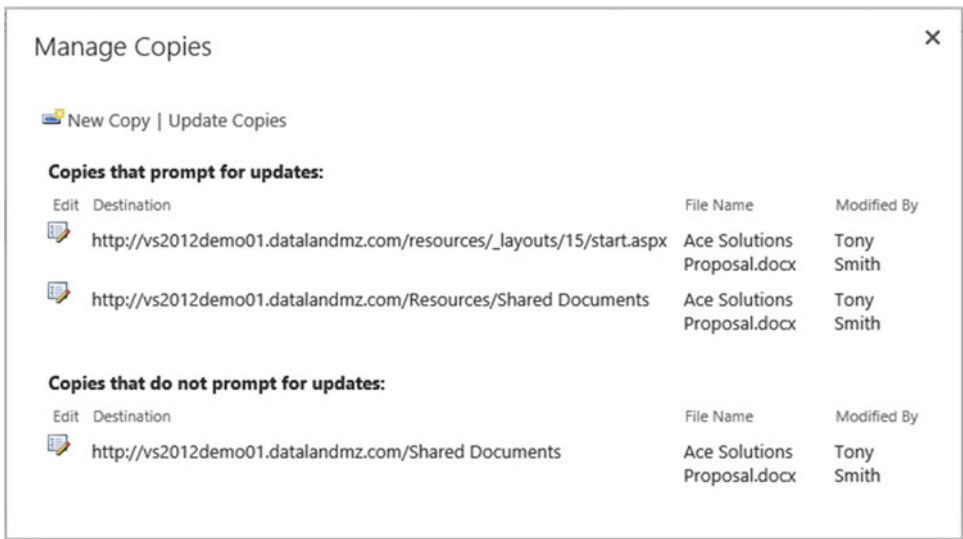 Manage Copies
New Copy | Update Copies
Copies that prompt for updates:
Edit Destination File Name Modified By
http://vs2012demo01.datalandmz.com/resources/_layouts/15/start.aspx Ace Solutions Tony
Proposal.docx Smith
http://vs2012demo01.datalandmz.com/Resources/Shared Documents Ace Solutions Tony
Proposal.docx Smith
Copies that do not prompt for updates:
Edit Destination File Name Modified By
http://vs2012demo01.datalandmz.com/Shared Documents Ace Solutions Tony
Proposal.docx Smith